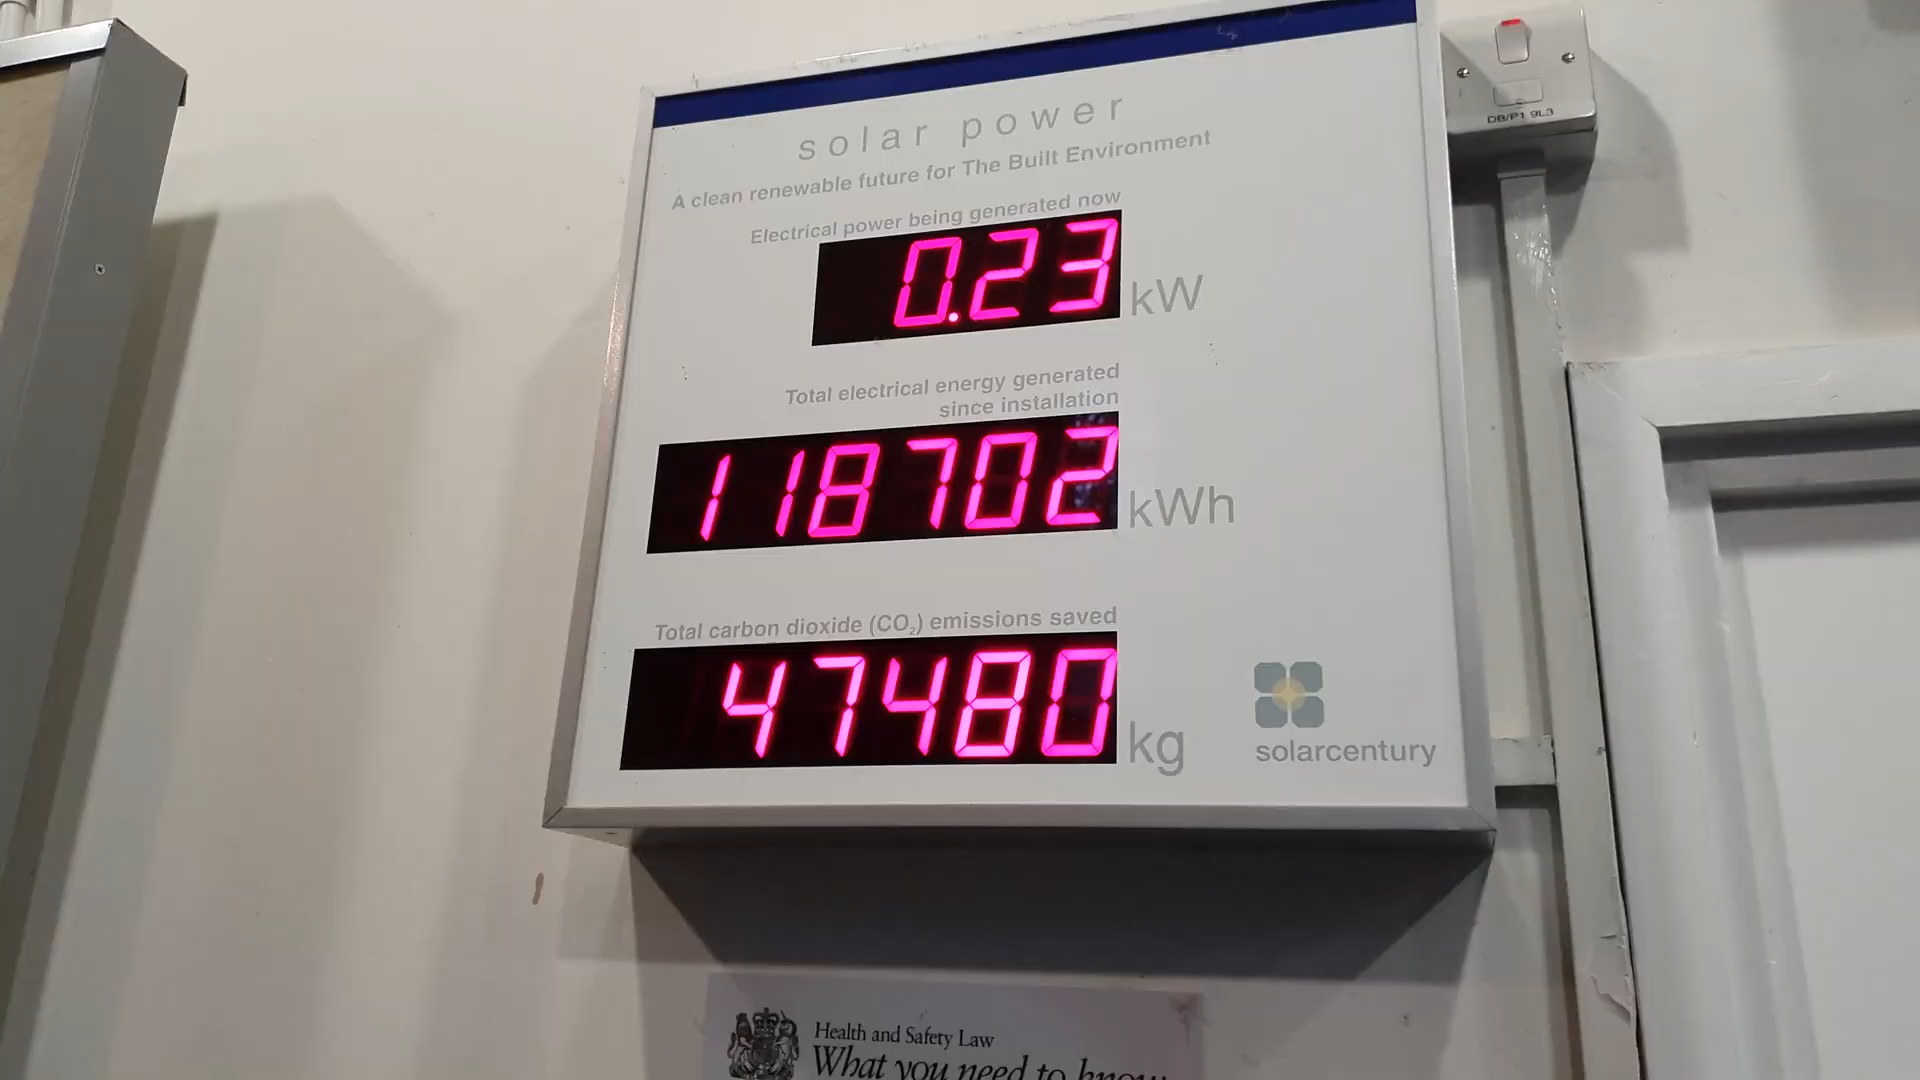 solar power
A clean renewable future for The Built Environment
Electrical power being generated now
0.23 kW
Total electrical energy generated
since installation
118702 kWh
Total carbon dioxide (CO₂) emissions saved
47480 kg
solarcentury
DB/P1 9L3
Health and Safety Law
What you need to know